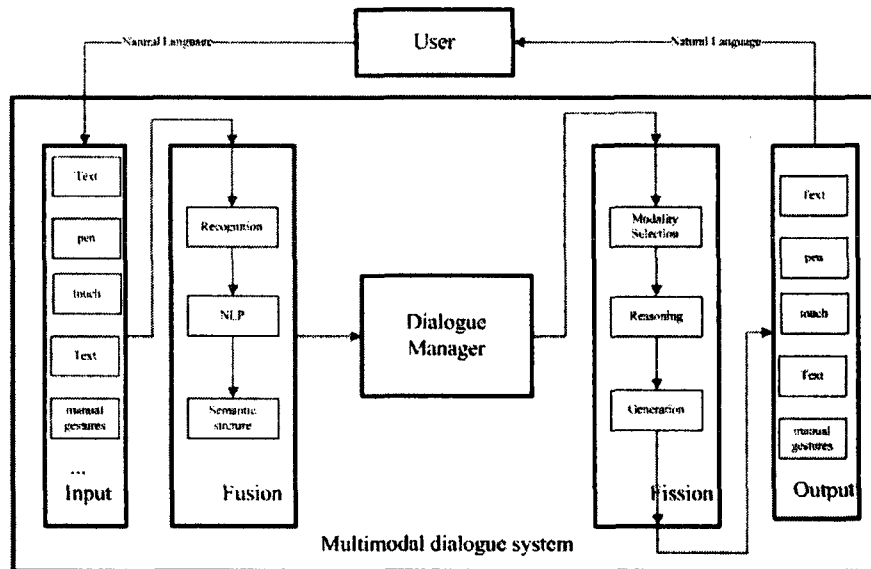 User
Natural Language
Natural Language
Text
pen
touch
Text
manual
gestures
...
Input
Recognition
NLP
Semantic
structure
Fusion
Dialogue
Manager
Modality
Selection
Reasoning
Generation
Fission
Text
pen
touch
Text
manual
gestures
Output
Multimodal dialogue system